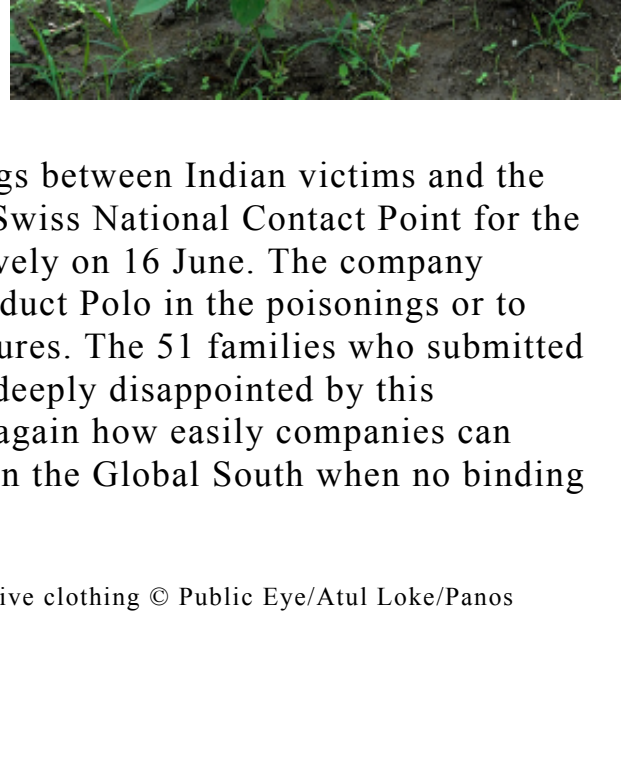 gs between Indian victims and the
Swiss National Contact Point for the
vely on 16 June. The company
duct Polo in the poisonings or to
ures. The 51 families who submitted
deeply disappointed by this
again how easily companies can
n the Global South when no binding
ive clothing © Public Eye/Atul Loke/Panos